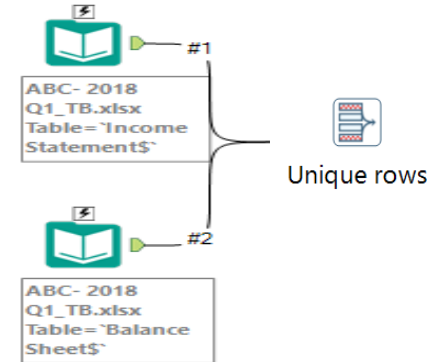 #1
ABC- 2018
Q1_TB.xlsx
Table=`Income
Statement$`
Unique rows
#2
ABC- 2018
Q1_TB.xlsx
Table=`Balance
Sheet$`